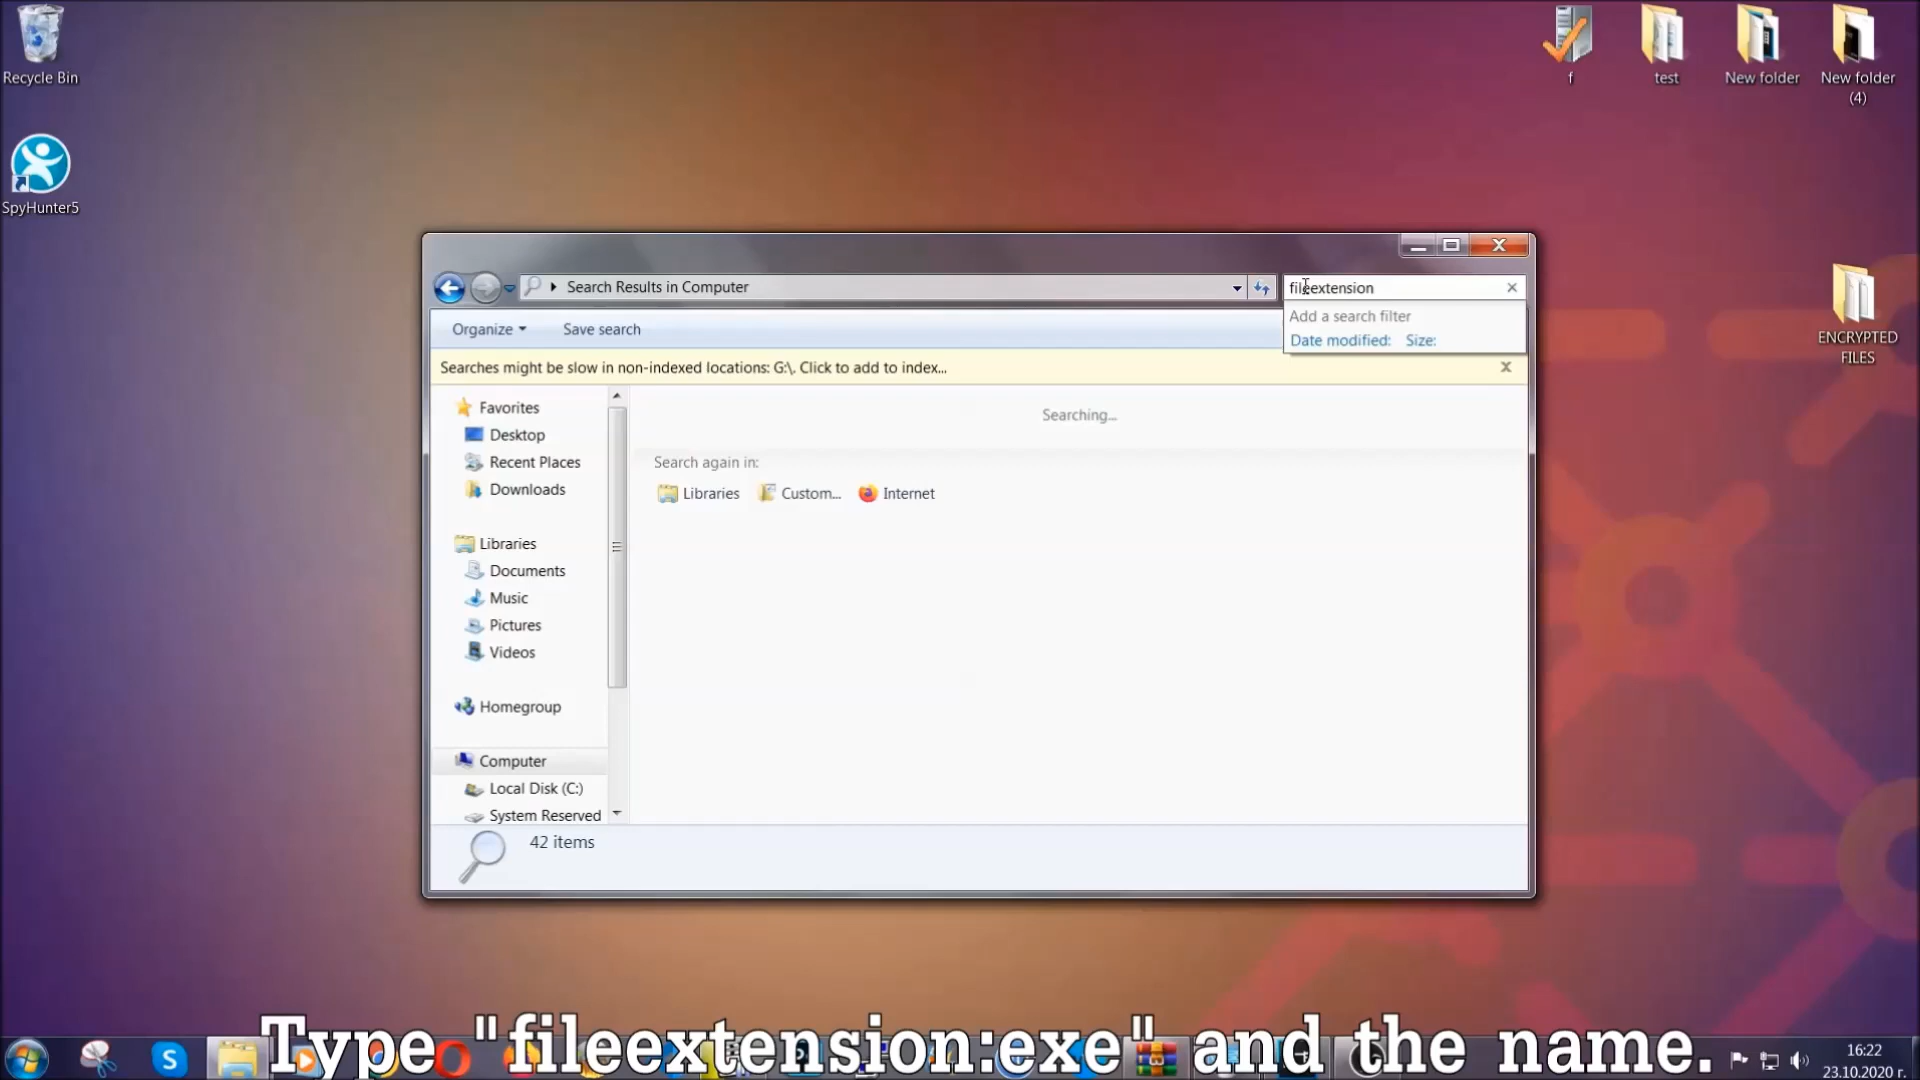 Recycle Bin
SpyHunter5
f
test
New folder
New folder
(4)
ENCRYPTED
FILES
Search Results in Computer
fileextension
Add a search filter
Date modified: Size:
Organize
Save search
Searches might be slow in non-indexed locations: G:\. Click to add to index...
Favorites
Desktop
Recent Places
Downloads
Libraries
Documents
Music
Pictures
Videos
Homegroup
Computer
Local Disk (C:)
System Reserved
Searching...
Search again in:
Libraries
Custom...
Internet
42 items
Type "fileextension:exe" and the name.
16:22
23.10.2020 г.